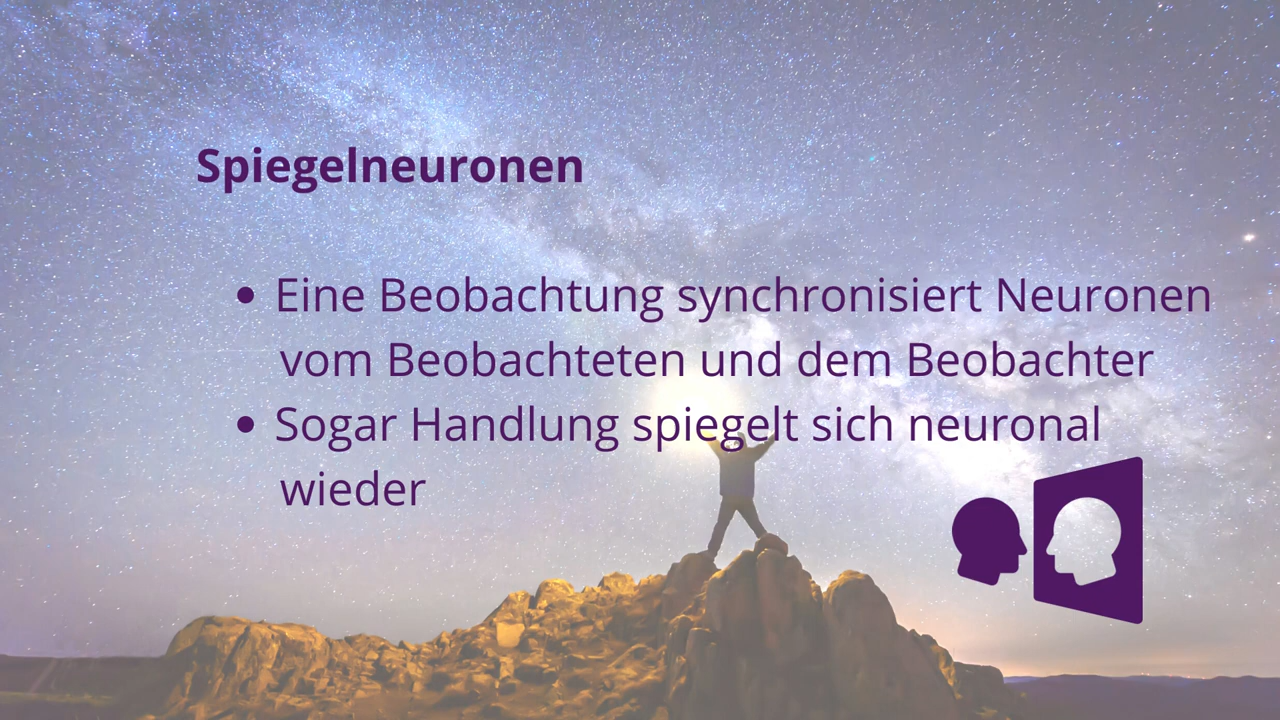 Spiegelneuronen
• Eine Beobachtung synchronisiert Neuronen
vom Beobachteten und dem Beobachter
• Sogar Handlung spiegelt sich neuronal
wieder